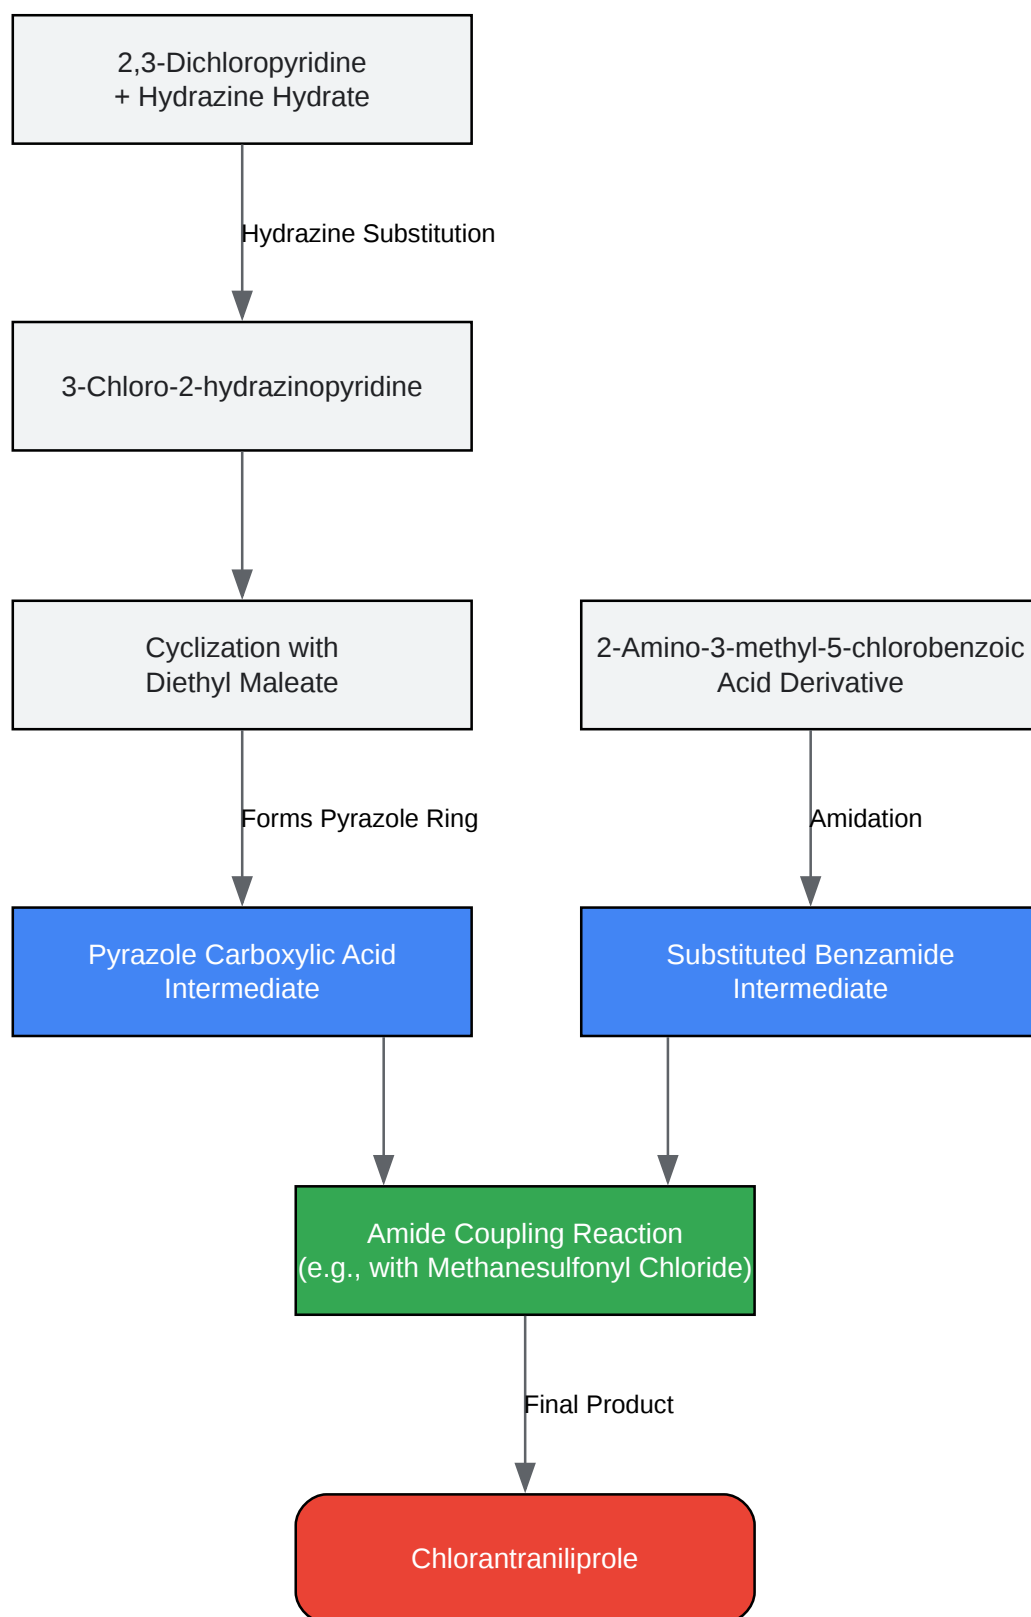 2,3-Dichloropyridine
+ Hydrazine Hydrate
Hydrazine Substitution
3-Chloro-2-hydrazinopyridine
Cyclization with
Diethyl Maleate
2-Amino-3-methyl-5-chlorobenzoic
Acid Derivative
Forms Pyrazole Ring
Amidation
Pyrazole Carboxylic Acid
Intermediate
Substituted Benzamide
Intermediate
Amide Coupling Reaction
(e.g., with Methanesulfonyl Chloride)
Final Product
Chlorantraniliprole